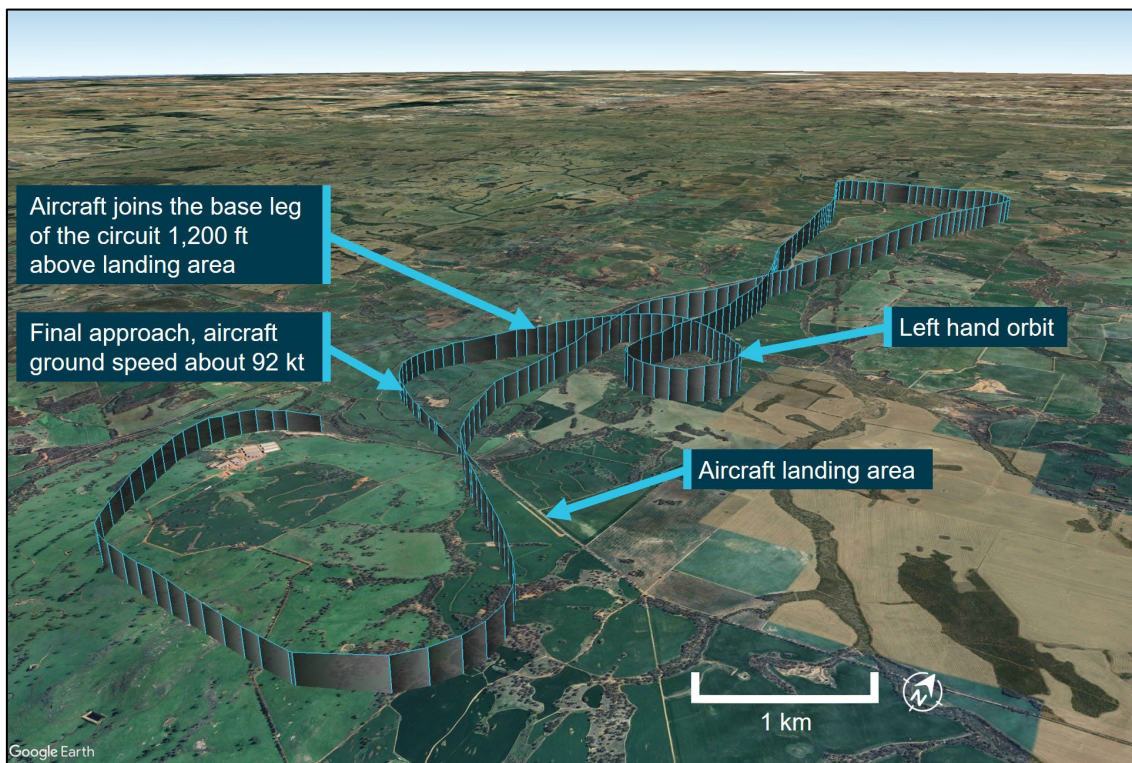 Aircraft joins the base leg
of the circuit 1,200 ft
above landing area
Final approach, aircraft
ground speed about 92 kt
Left hand orbit
Aircraft landing area
1 km
N
Google Earth